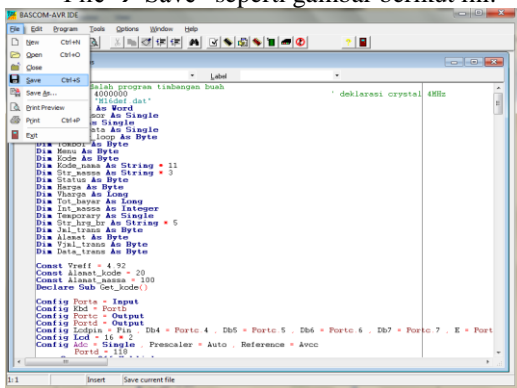 File → Save" seperti gambar berikut ini.
BASCOM-AVR IDE
File Edit Program Tools Options Window Help
New Ctrl+N
Open Ctrl+O
Close
Save Ctrl+S
Save As...
Print Preview
Print Ctrl+P
Exit
Label
program timbangan buah
4000000 ' deklarasi crystal 4MHz
"M16def dat"
As Word
As Single
As Single
As Single
loop As Byte
Dim Tombol As Byte
Dim Menu As Byte
Dim Kode As Byte
Dim Kode_nama As String * 11
Dim Str_massa As String * 3
Dim Status As Byte
Dim Harga As Byte
Dim Vharga As Long
Dim Tot_bayar As Long
Dim Int_massa As Integer
Dim Temporary As Single
Dim Str_hrg_br As String * 5
Dim Jml_trans As Byte
Dim Alamat As Byte
Dim Vjml_trans As Byte
Dim Data_trans As Byte
Const Vreff = 4.92
Const Alamat_kode = 20
Const Alamat_massa = 100
Declare Sub Get_kode()
Config Porta = Input
Config Kbd = Portb
Config Portc = Output
Config Portd = Output
Config Lcdpin = Pin , Db4 = Portc.4 , Db5 = Portc.5 , Db6 = Portc.6 , Db7 = Portc.7 , E = Port
Config Lcd = 16 * 2
Config Adc = Single , Prescaler = Auto , Reference = Avcc
Portd = 110
1:1 Insert Save current file